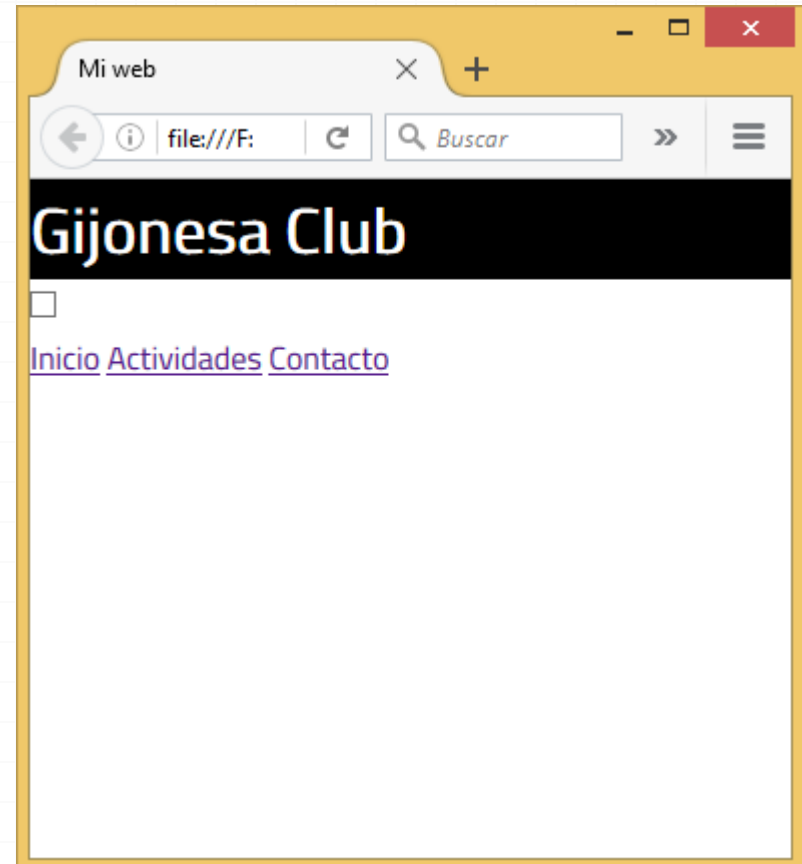 Mi web
file:///F:
Buscar
Gijonesa Club
Inicio Actividades Contacto